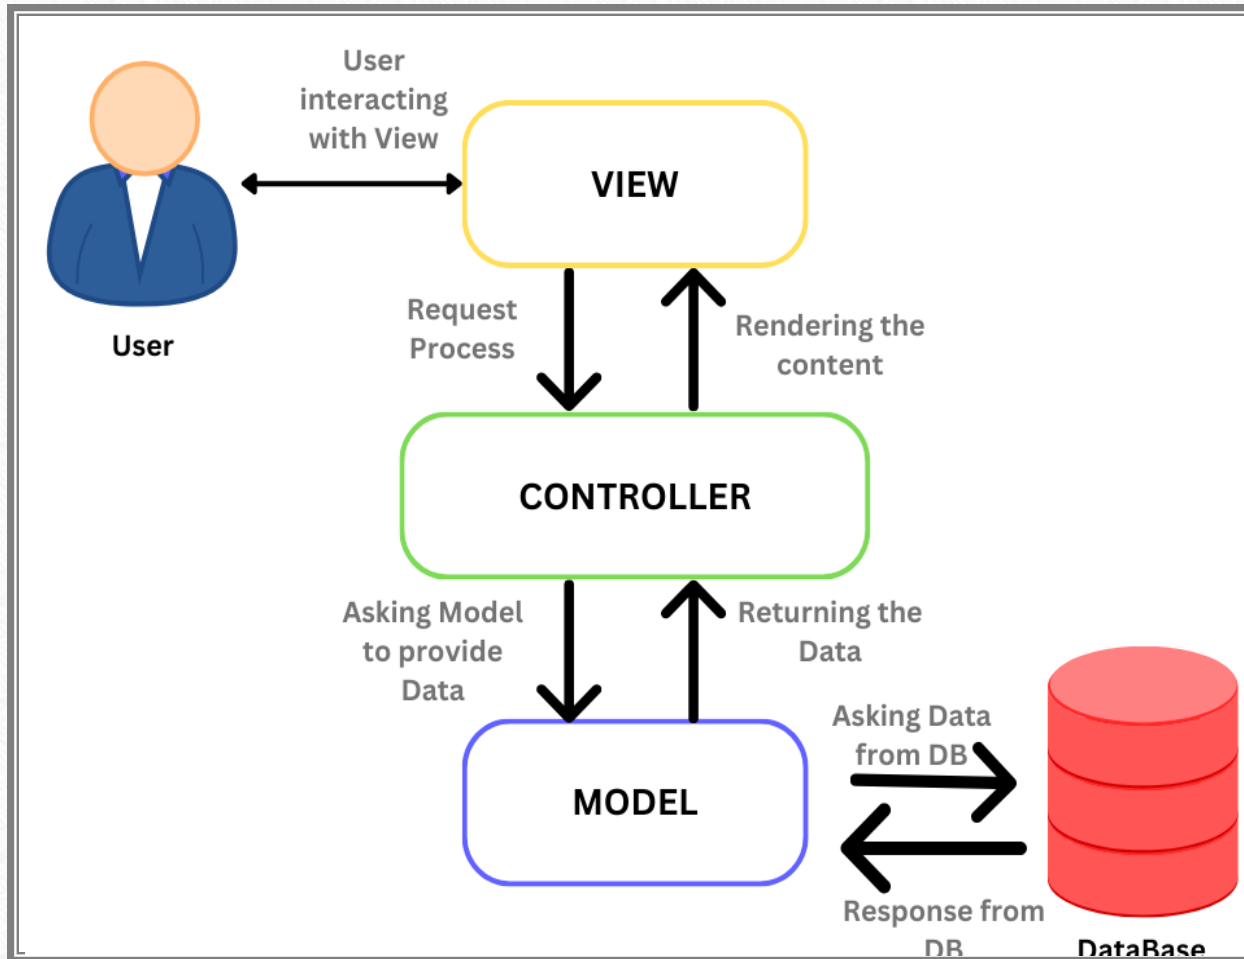 User
interacting
with View
VIEW
User
Request
Process
Rendering the
content
CONTROLLER
Asking Model
to provide
Data
Returning the
Data
MODEL
Asking Data
from DB
Response from
DB
DataBase